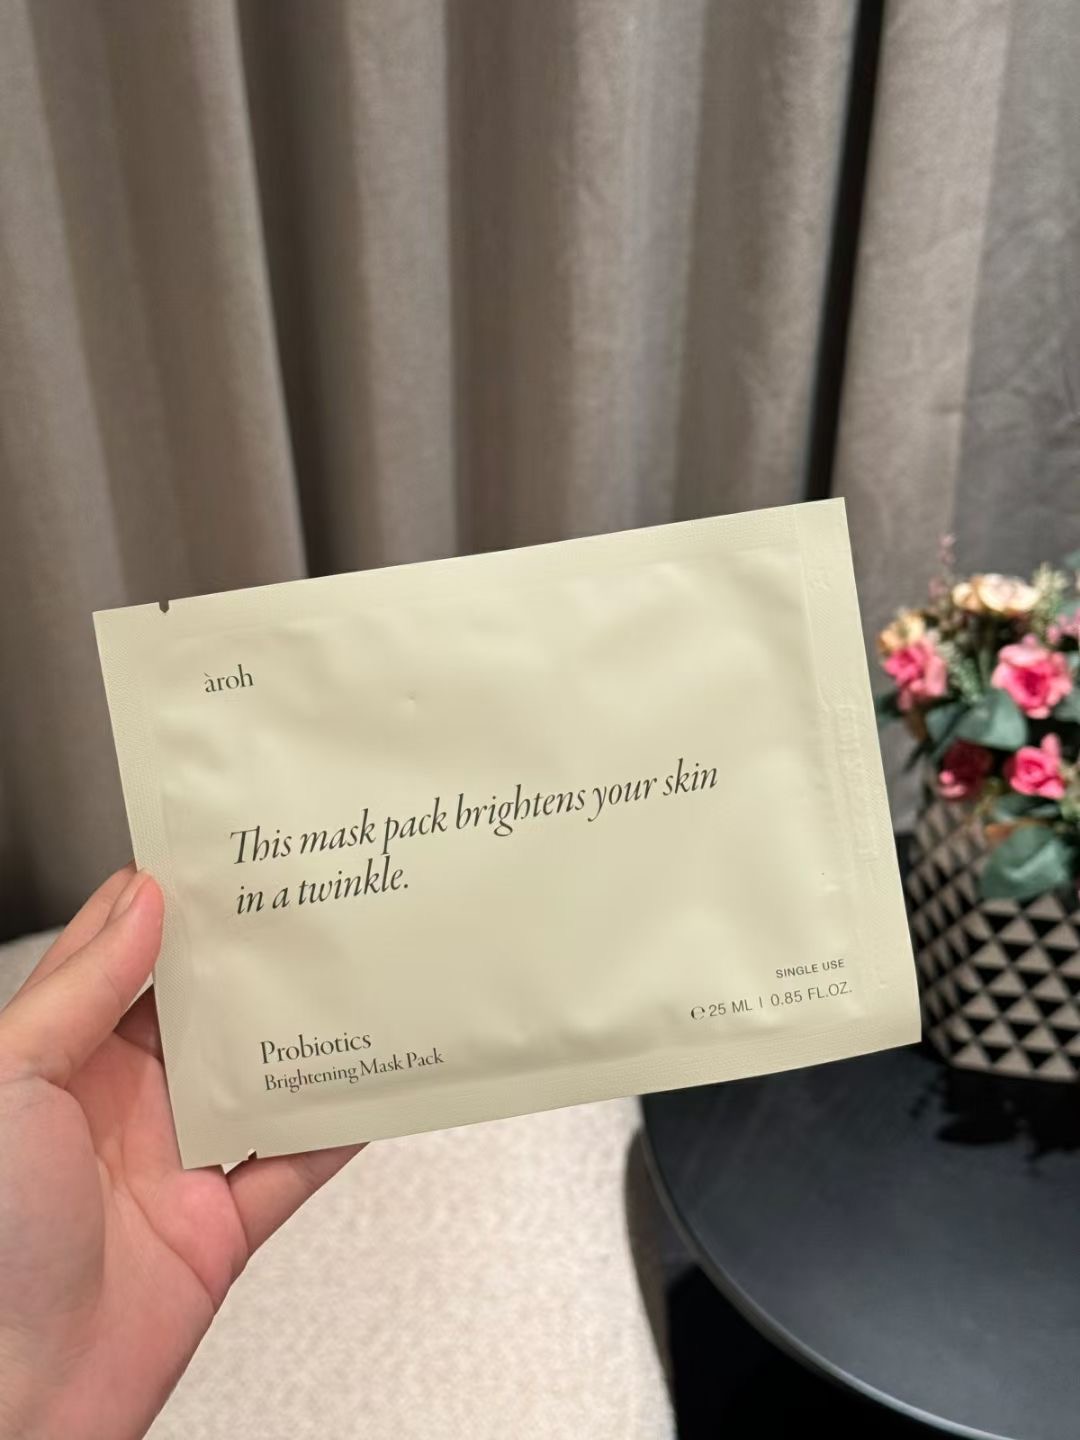 àroh
This mask pack brightens your skin
in a twinkle.
SINGLE USE
℮ 25 ML | 0.85 FL.OZ.
Probiotics
Brightening Mask Pack